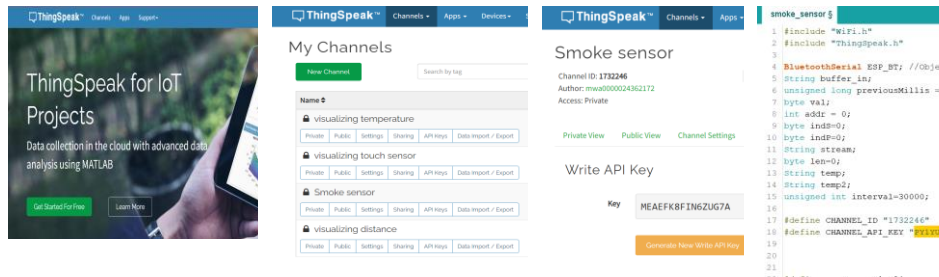 ThingSpeak™ Channels Apps Support
ThingSpeak for IoT
Projects
Data collection in the cloud with advanced data
analysis using MATLAB
Get Started For Free Learn More
ThingSpeak™ Channels Apps Devices
My Channels
New Channel Search by tag
Name
visualizing temperature
Private Public Settings Sharing API Keys Data Import / Export
visualizing touch sensor
Private Public Settings Sharing API Keys Data Import / Export
Smoke sensor
Private Public Settings Sharing API Keys Data Import / Export
visualizing distance
Private Public Settings Sharing API Keys Data Import / Export
ThingSpeak™ Channels Apps
Smoke sensor
Channel ID: 1732246
Author: mwa0000024362172
Access: Private
Private View Public View Channel Settings
Write API Key
Key MEAEFK8FIN6ZUG7A
Generate New Write API Key
smoke_sensor §
1 #include "WiFi.h"
2 #include "ThingSpeak.h"
3
4 BluetoothSerial ESP_BT; //Obje
5 String buffer_in;
6 unsigned long previousMillis =
7 byte val;
8 int addr = 0;
9 byte indS=0;
10 byte indP=0;
11 String stream;
12 byte len=0;
13 String temp;
14 String temp2;
15 unsigned int interval=30000;
16
17 #define CHANNEL_ID "1732246"
18 #define CHANNEL_API_KEY "PY1YU
19
20
21